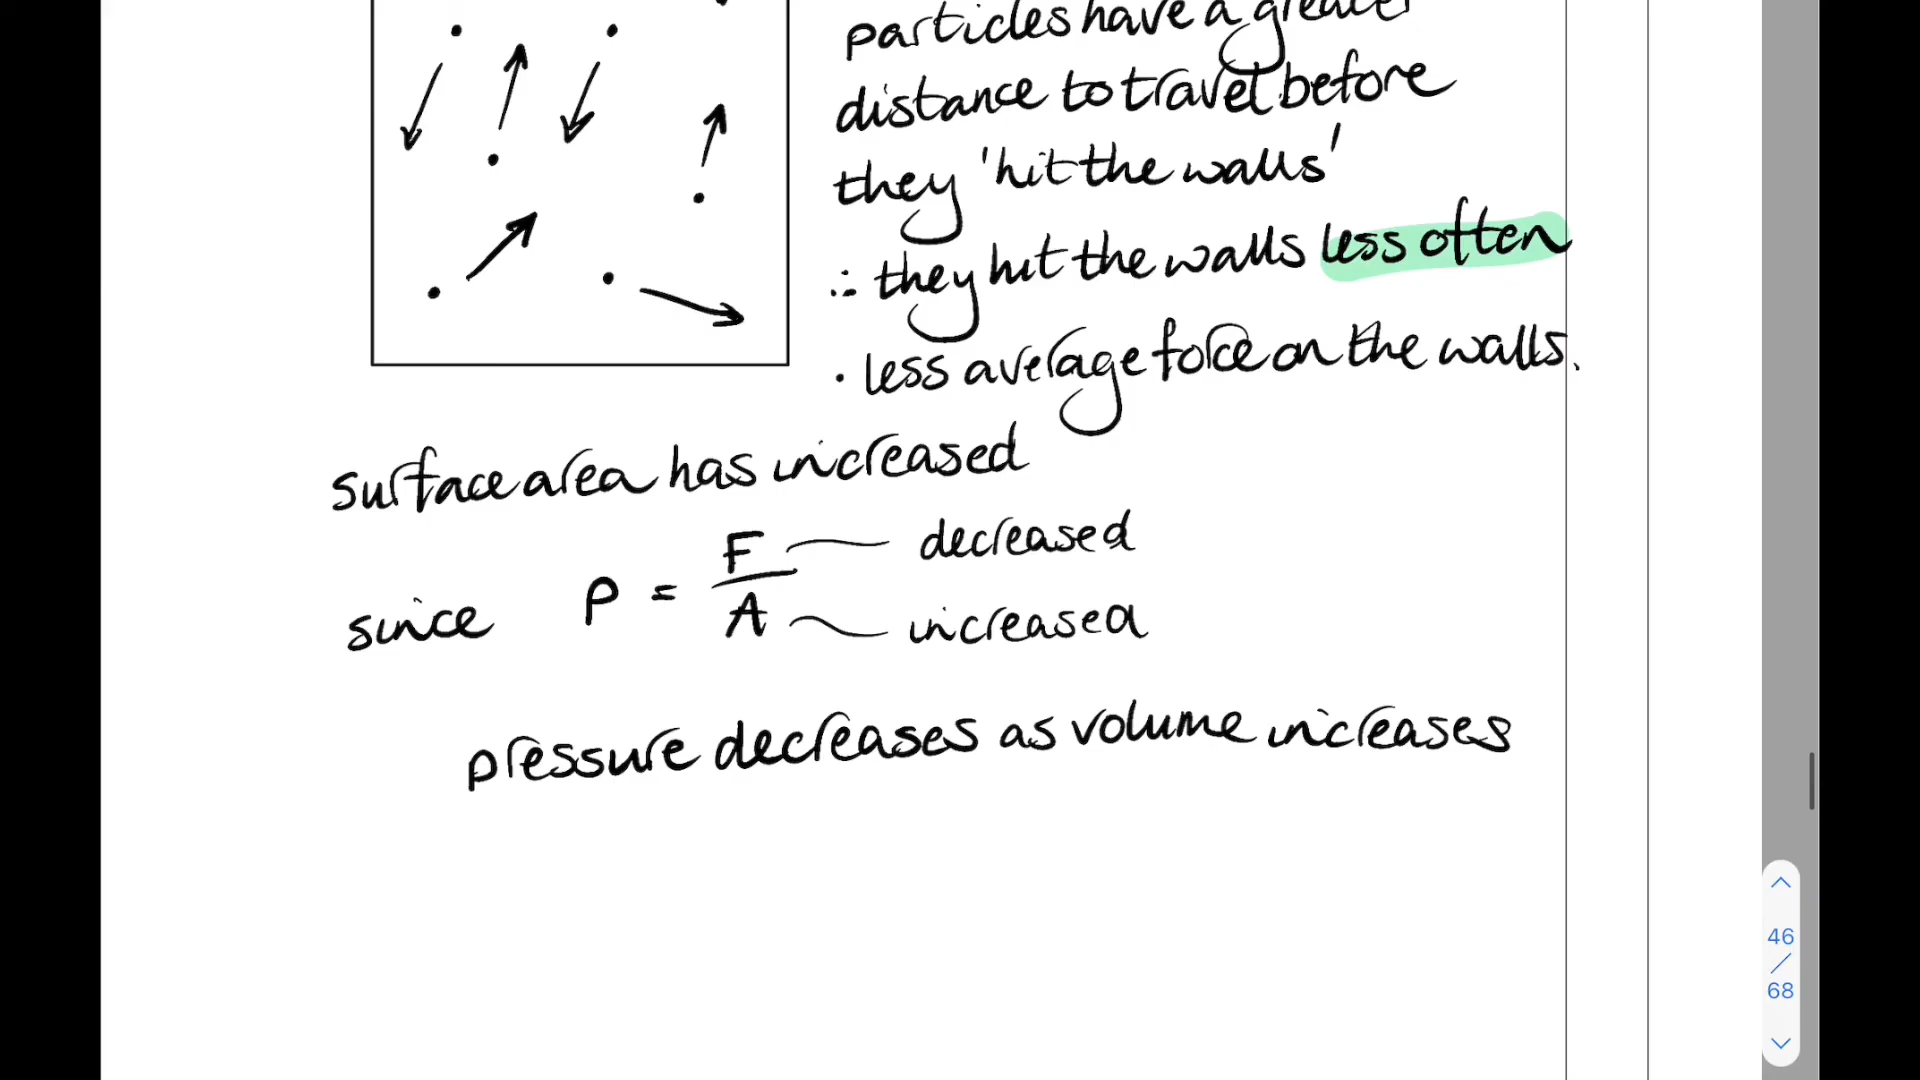 particles have a greater
distance to travel before
they 'hit the walls'
∴ they hit the walls less often
· less average force on the walls.
surface area has increased
since P = F/A
F decreased
A increased
pressure decreases as volume increases
46
/
68